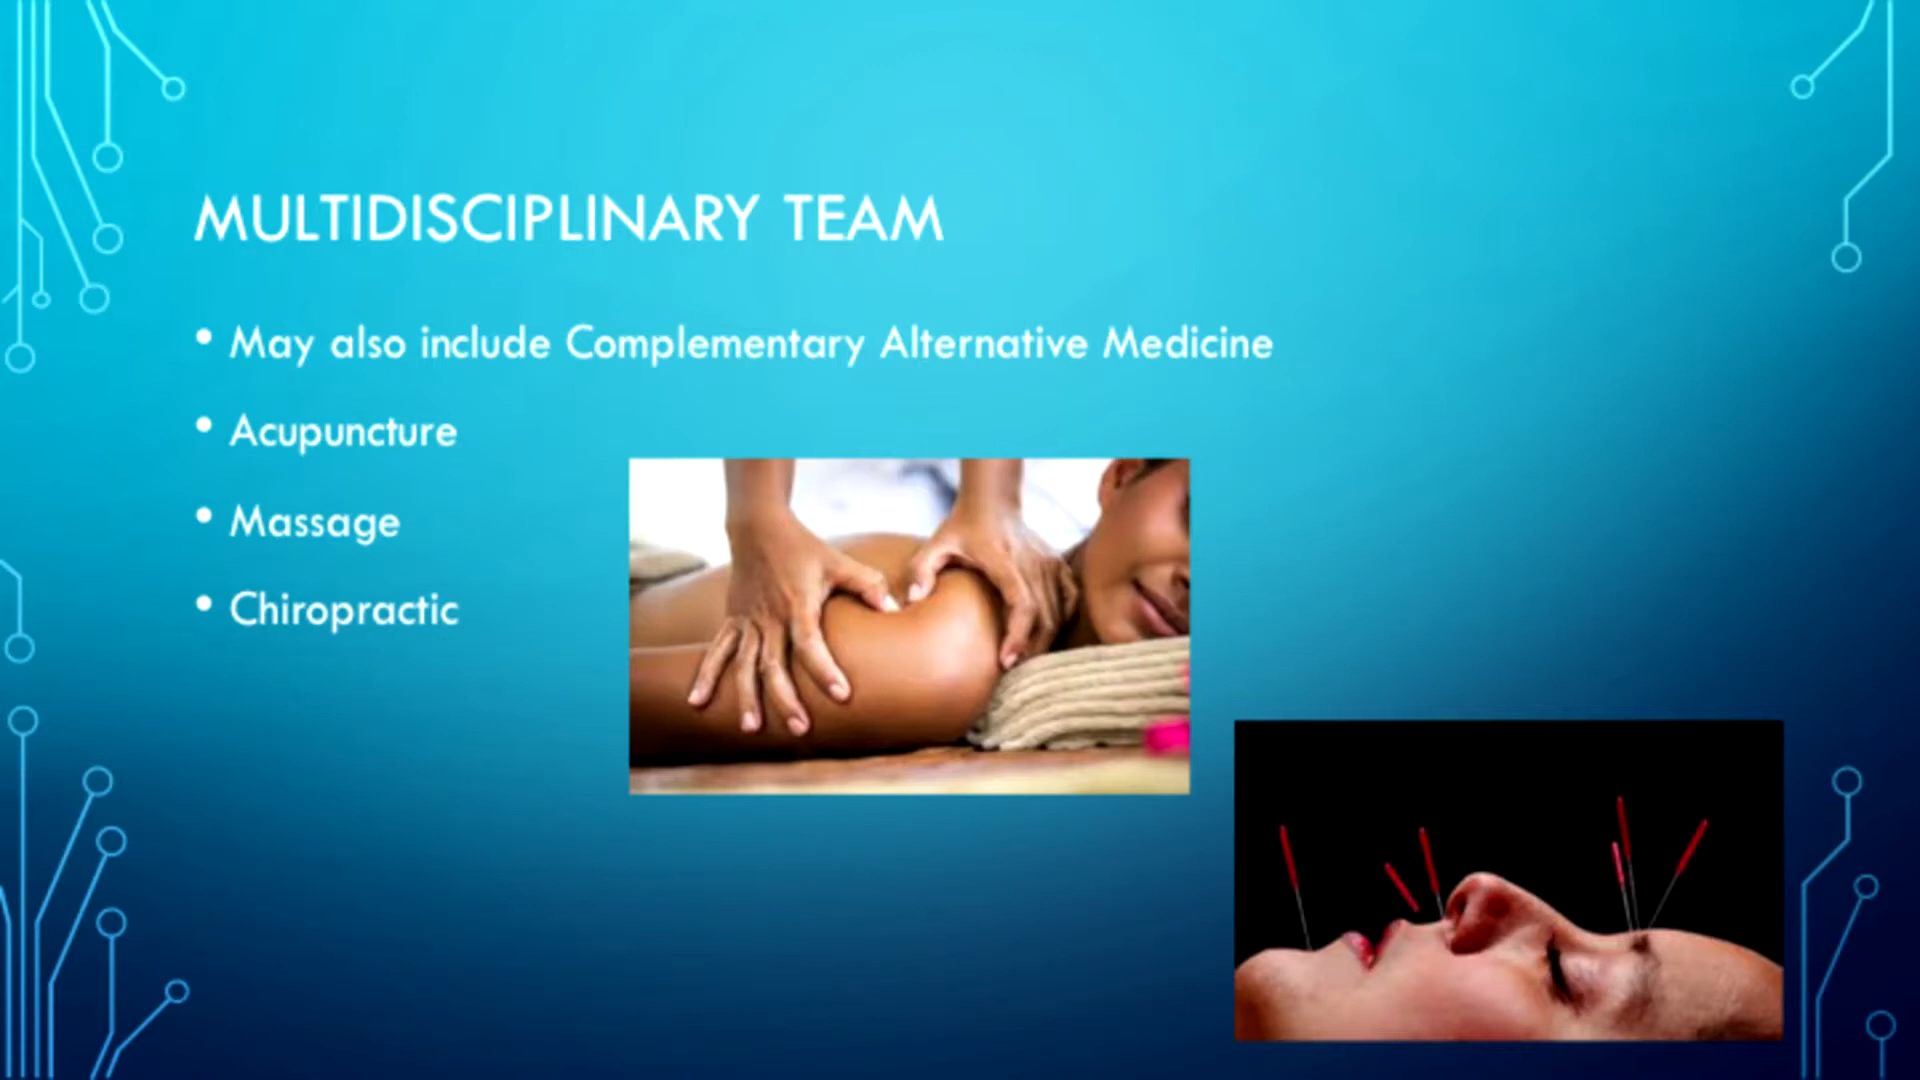 MULTIDISCIPLINARY TEAM
• May also include Complementary Alternative Medicine
• Acupuncture
• Massage
• Chiropractic